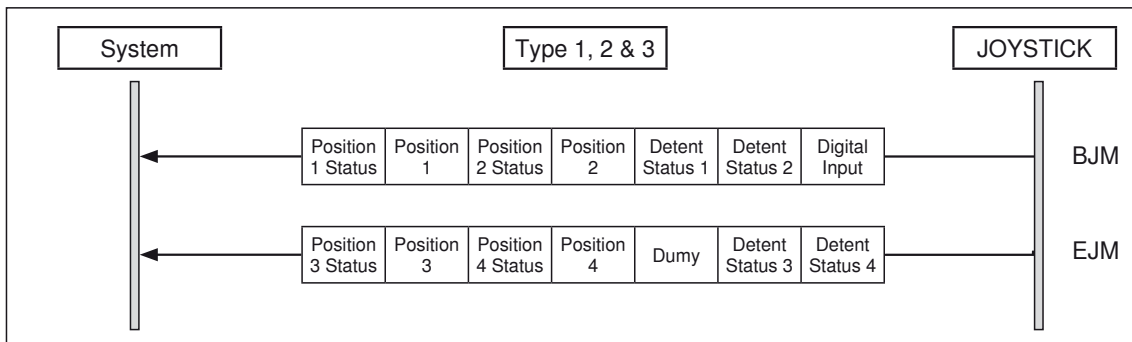 System
Type 1, 2 & 3
JOYSTICK
Position 1 Status
Position 1
Position 2 Status
Position 2
Detent Status 1
Detent Status 2
Digital Input
BJM
Position 3 Status
Position 3
Position 4 Status
Position 4
Dumy
Detent Status 3
Detent Status 4
EJM